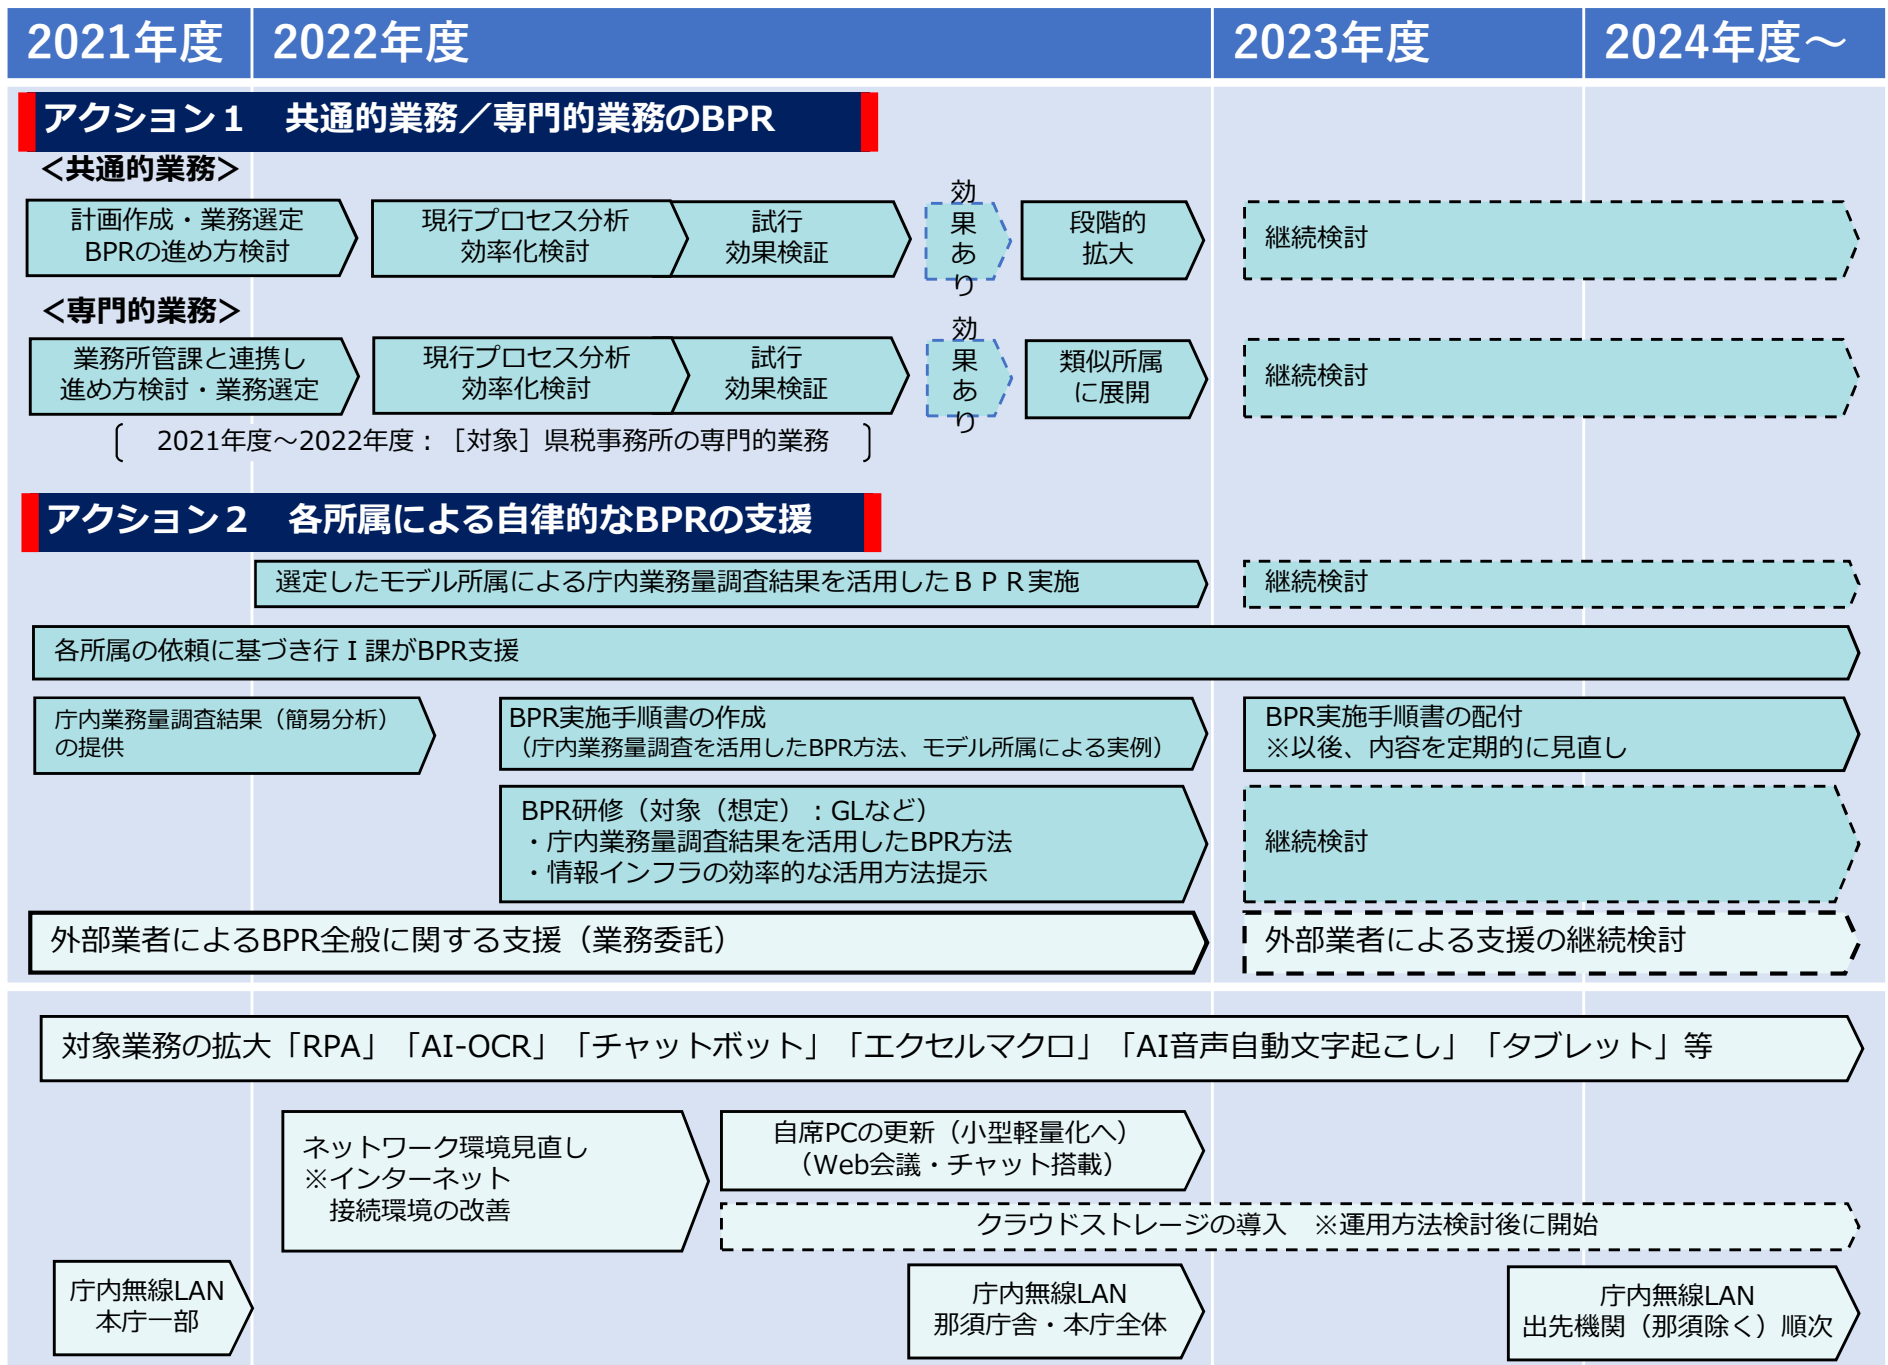 2021年度
2022年度
2023年度
2024年度～
アクション１　共通的業務／専門的業務のBPR
＜共通的業務＞
計画作成・業務選定
BPRの進め方検討
現行プロセス分析
効率化検討
試行
効果検証
効果あり
段階的
拡大
継続検討
＜専門的業務＞
業務所管課と連携し
進め方検討・業務選定
現行プロセス分析
効率化検討
試行
効果検証
効果あり
類似所属
に展開
継続検討
2021年度～2022年度：［対象］県税事務所の専門的業務
アクション２　各所属による自律的なBPRの支援
選定したモデル所属による庁内業務量調査結果を活用したＢＰＲ実施
継続検討
各所属の依頼に基づき行Ｉ課がBPR支援
庁内業務量調査結果（簡易分析）
の提供
BPR実施手順書の作成
（庁内業務量調査を活用したBPR方法、モデル所属による実例）
BPR実施手順書の配付
※以後、内容を定期的に見直し
BPR研修（対象（想定）：GLなど）
・庁内業務量調査結果を活用したBPR方法
・情報インフラの効率的な活用方法提示
継続検討
外部業者によるBPR全般に関する支援（業務委託）
外部業者による支援の継続検討
対象業務の拡大「RPA」「AI-OCR」「チャットボット」「エクセルマクロ」「AI音声自動文字起こし」「タブレット」等
ネットワーク環境見直し
※インターネット
接続環境の改善
自席PCの更新（小型軽量化へ）
（Web会議・チャット搭載）
クラウドストレージの導入　※運用方法検討後に開始
庁内無線LAN
本庁一部
庁内無線LAN
那須庁舎・本庁全体
庁内無線LAN
出先機関（那須除く）順次